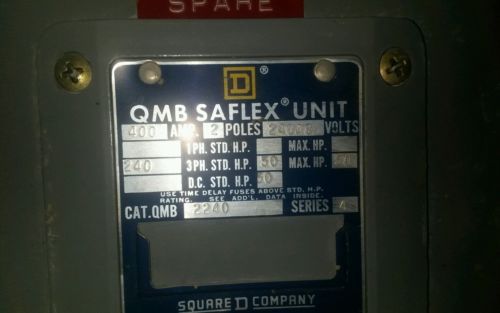 SPARE
D ®
QMB SAFLEX® UNIT
400 AMP. 2 POLES VOLTS
1 PH. STD. H.P. MAX. HP.
240 3 PH. STD. H.P. 50 MAX. HP.
D.C. STD. H.P. 50
USE TIME DELAY FUSES ABOVE STD. H.P.
RATING. SEE ADD'L. DATA INSIDE.
CAT.QMB 2240 SERIES 4
SQUARE D COMPANY